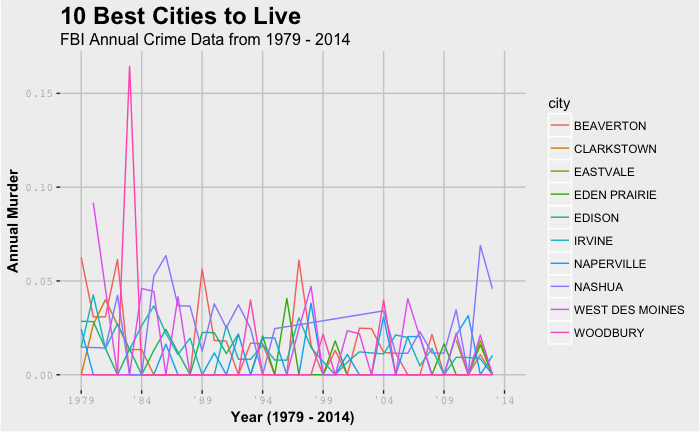 10 Best Cities to Live
FBI Annual Crime Data from 1979 - 2014
Annual Murder
0.15
0.10
0.05
0.00
1979 '84 '89 '94 '99 '04 '09 '14
Year (1979 - 2014)
city
BEAVERTON
CLARKSTOWN
EASTVALE
EDEN PRAIRIE
EDISON
IRVINE
NAPERVILLE
NASHUA
WEST DES MOINES
WOODBURY